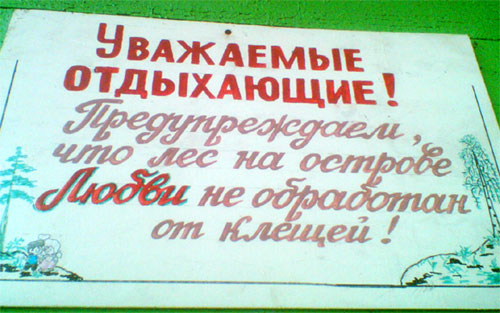 УВАЖАЕМЫЕ
ОТДЫХАЮЩИЕ!
Предупреждаем,
что лес на острове
Любви не обработан
от клещей!